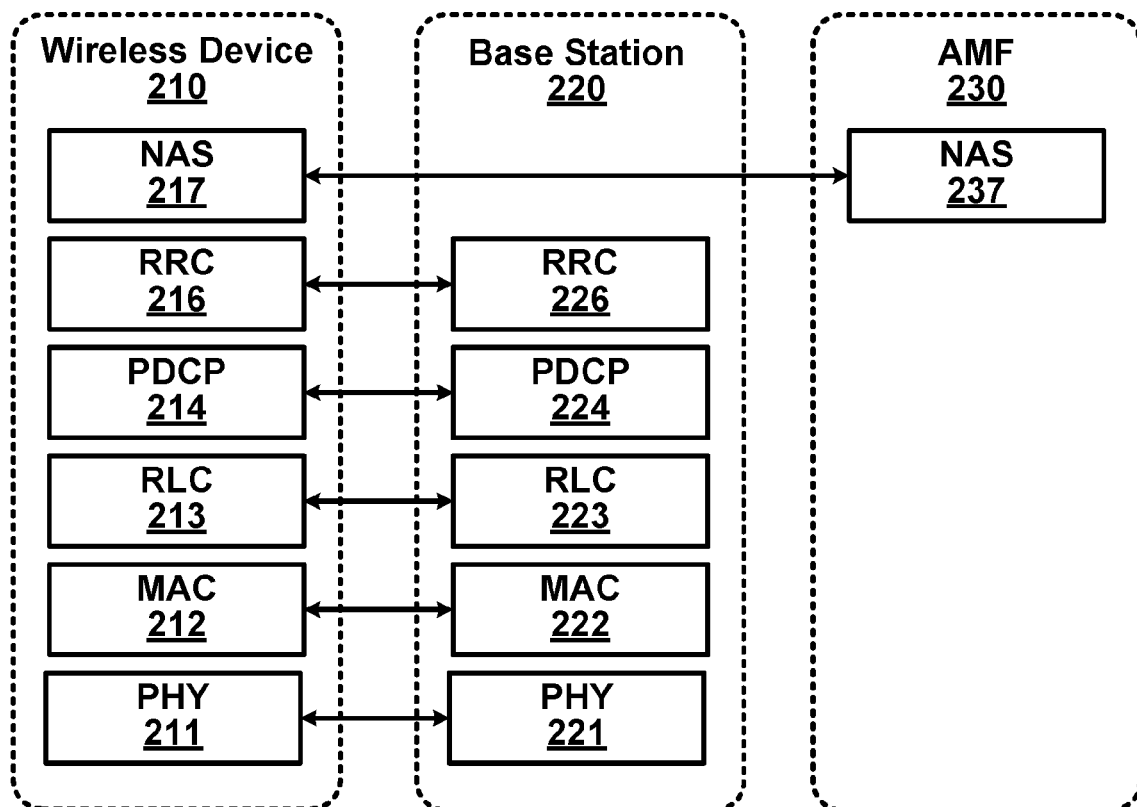 Wireless Device
210
Base Station
220
AMF
230
NAS
217
NAS
237
RRC
216
RRC
226
PDCP
214
PDCP
224
RLC
213
RLC
223
MAC
212
MAC
222
PHY
211
PHY
221